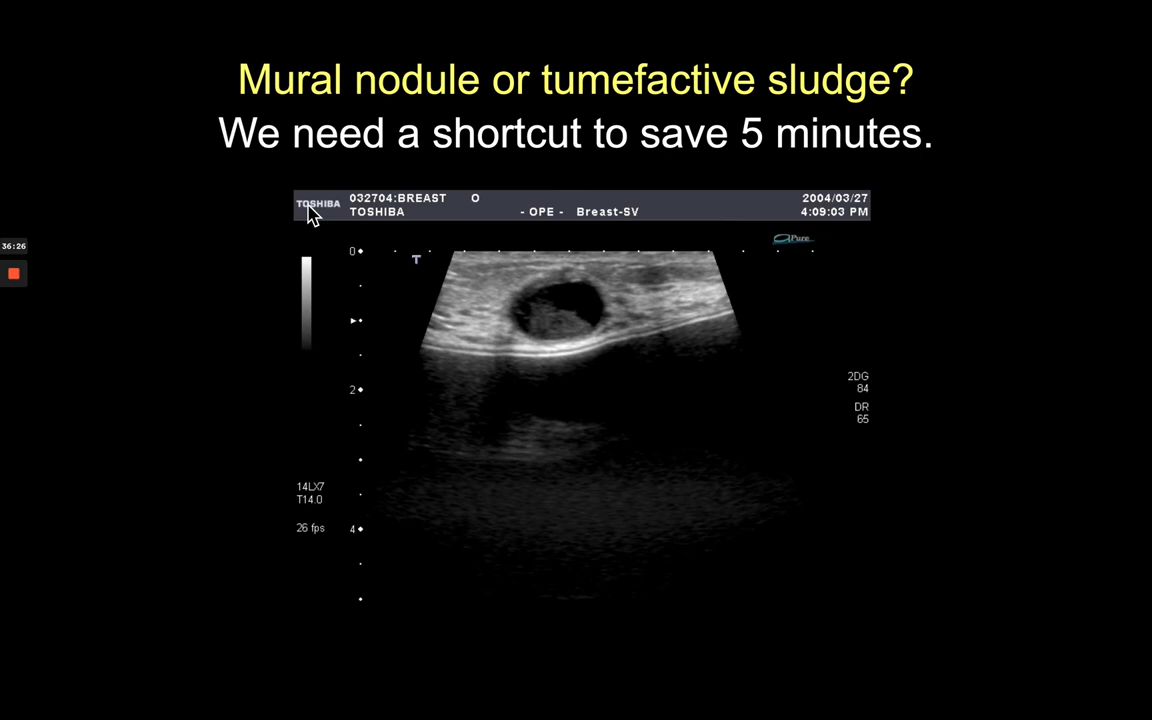 Mural nodule or tumefactive sludge?
We need a shortcut to save 5 minutes.
TOSHIBA 032704:BREAST O 2004/03/27
TOSHIBA - OPE - Breast-SV 4:09:03 PM
36:26
APure
0
T
2
2DG
84
DR
65
14LX7
T14.0
26 fps
4